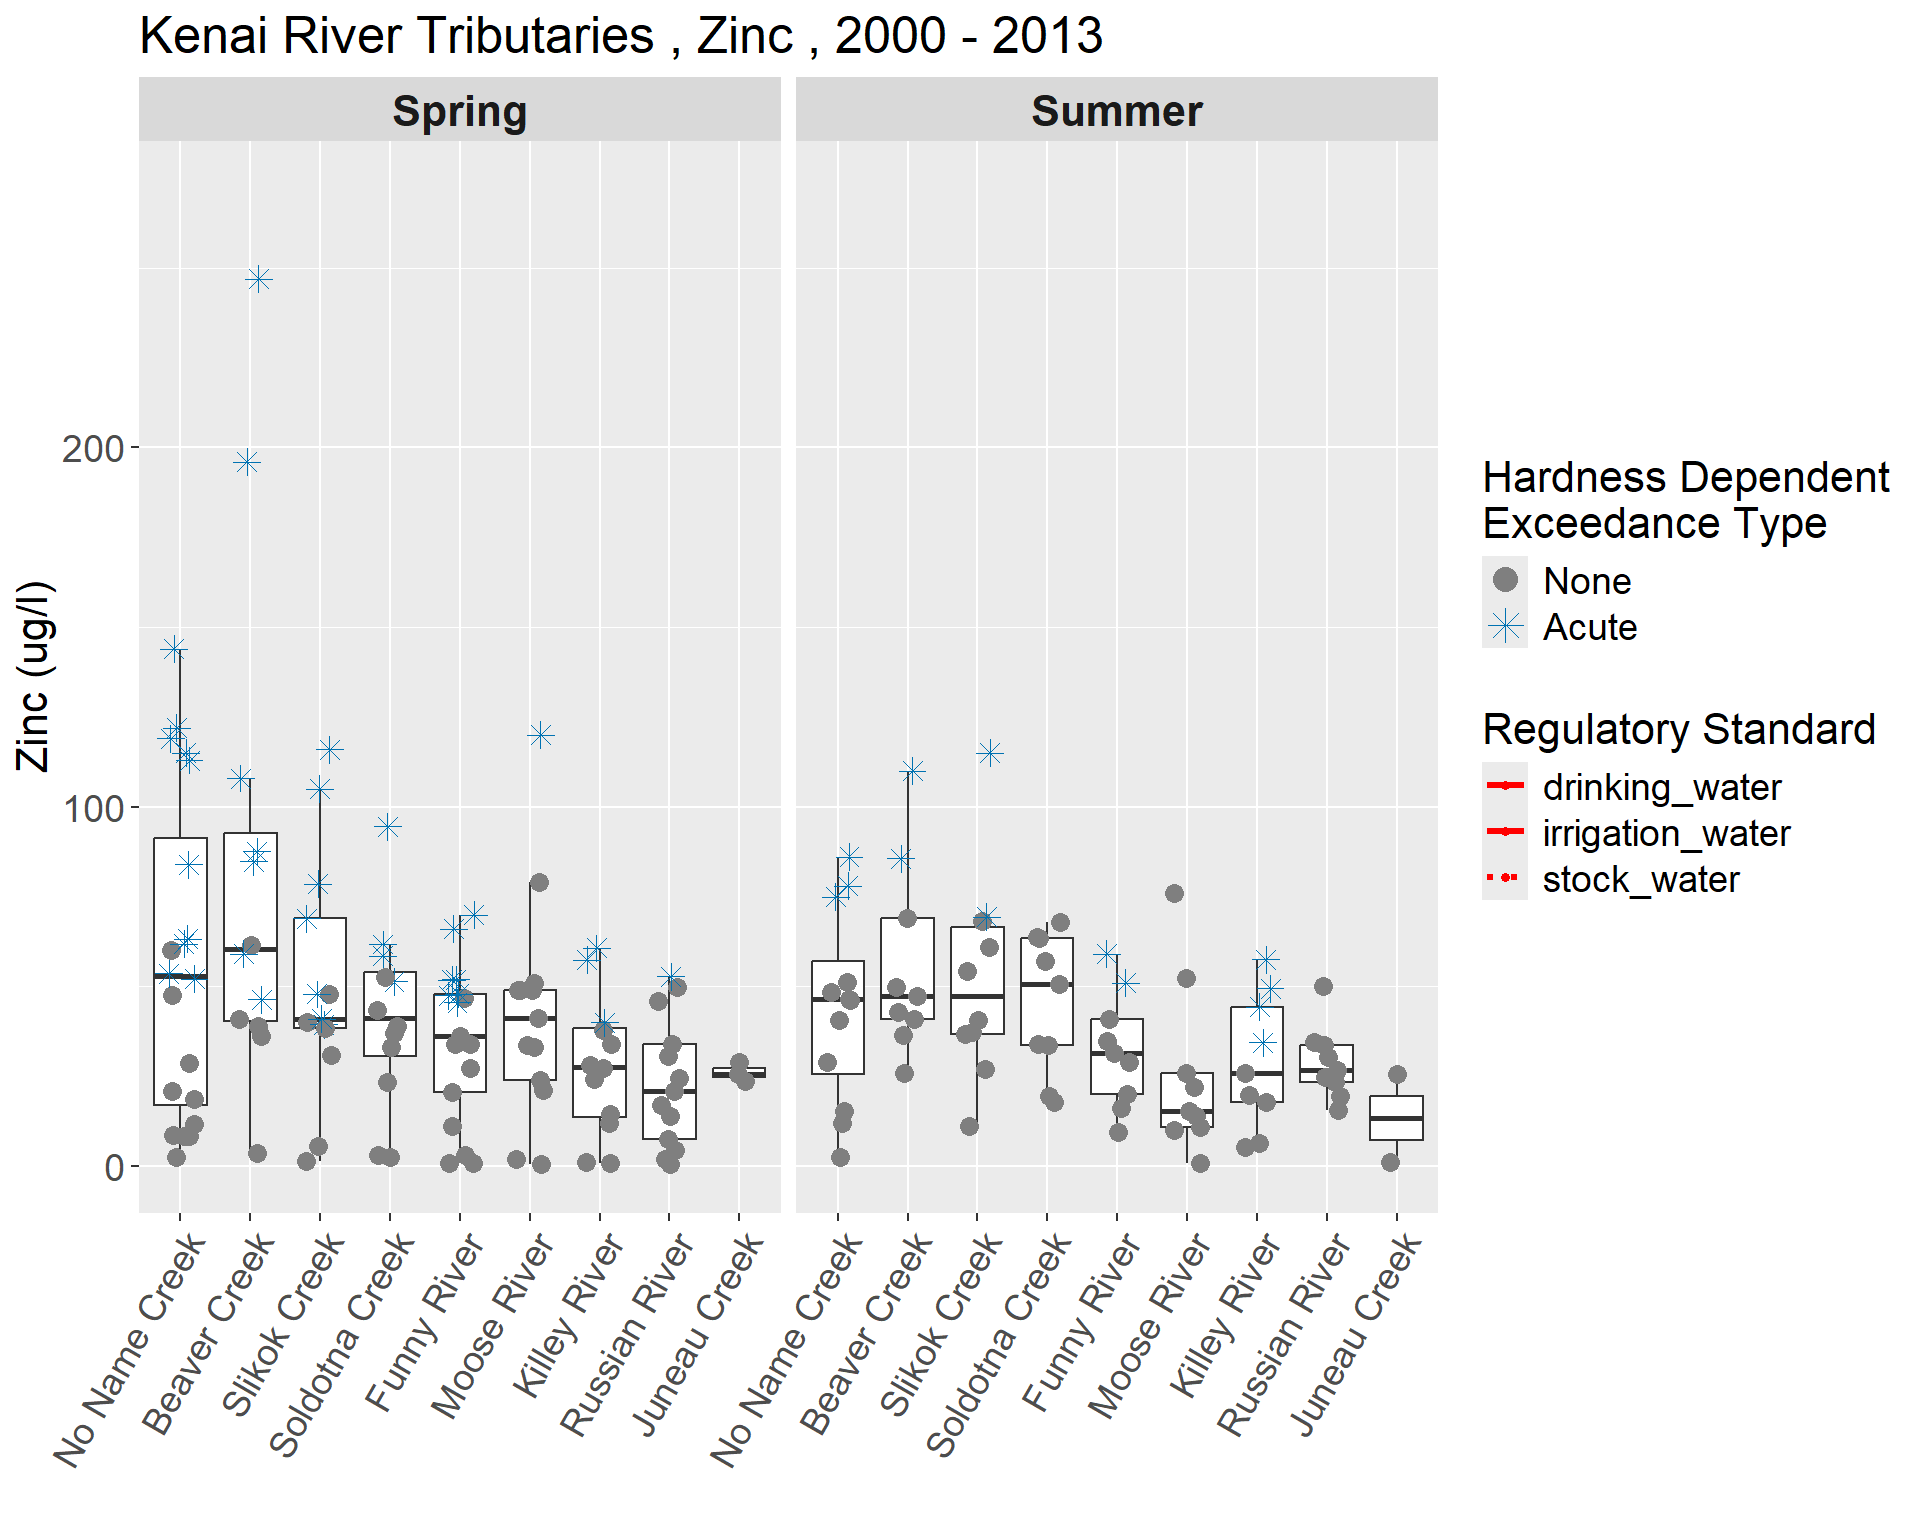 Kenai River Tributaries , Zinc , 2000 - 2013
Spring
Summer
Zinc (ug/l)
200
100
0
No Name Creek
Beaver Creek
Slikok Creek
Soldotna Creek
Funny River
Moose River
Killey River
Russian River
Juneau Creek
No Name Creek
Beaver Creek
Slikok Creek
Soldotna Creek
Funny River
Moose River
Killey River
Russian River
Juneau Creek
Hardness Dependent
Exceedance Type
None
Acute
Regulatory Standard
drinking_water
irrigation_water
stock_water